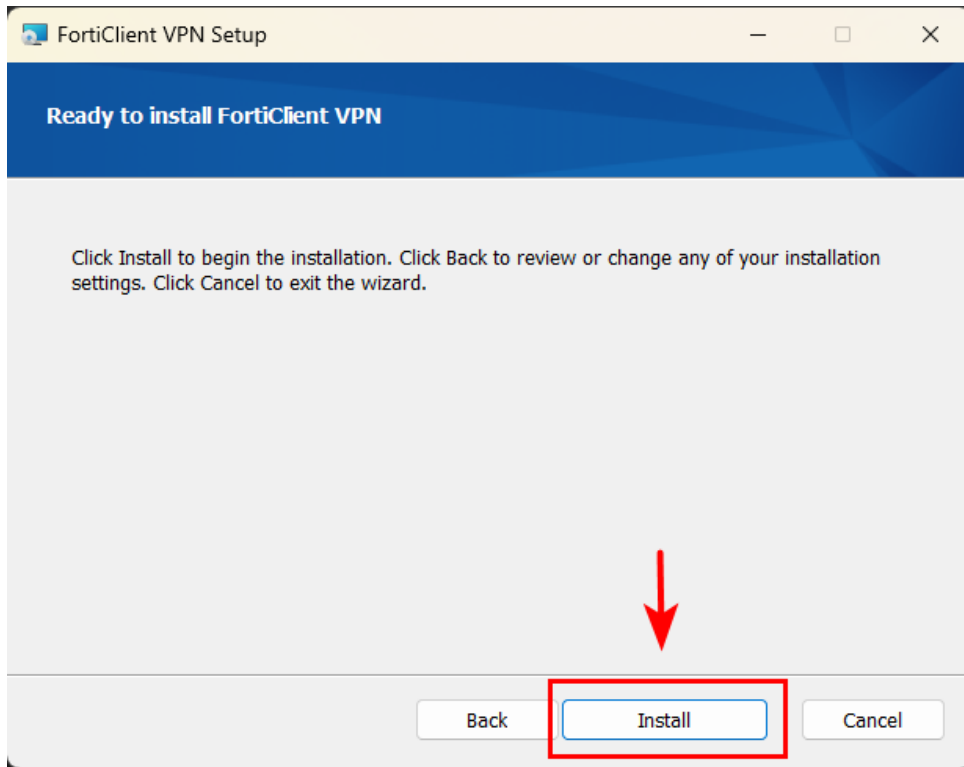 FortiClient VPN Setup
Ready to install FortiClient VPN
Click Install to begin the installation. Click Back to review or change any of your installation
settings. Click Cancel to exit the wizard.
Back
Install
Cancel